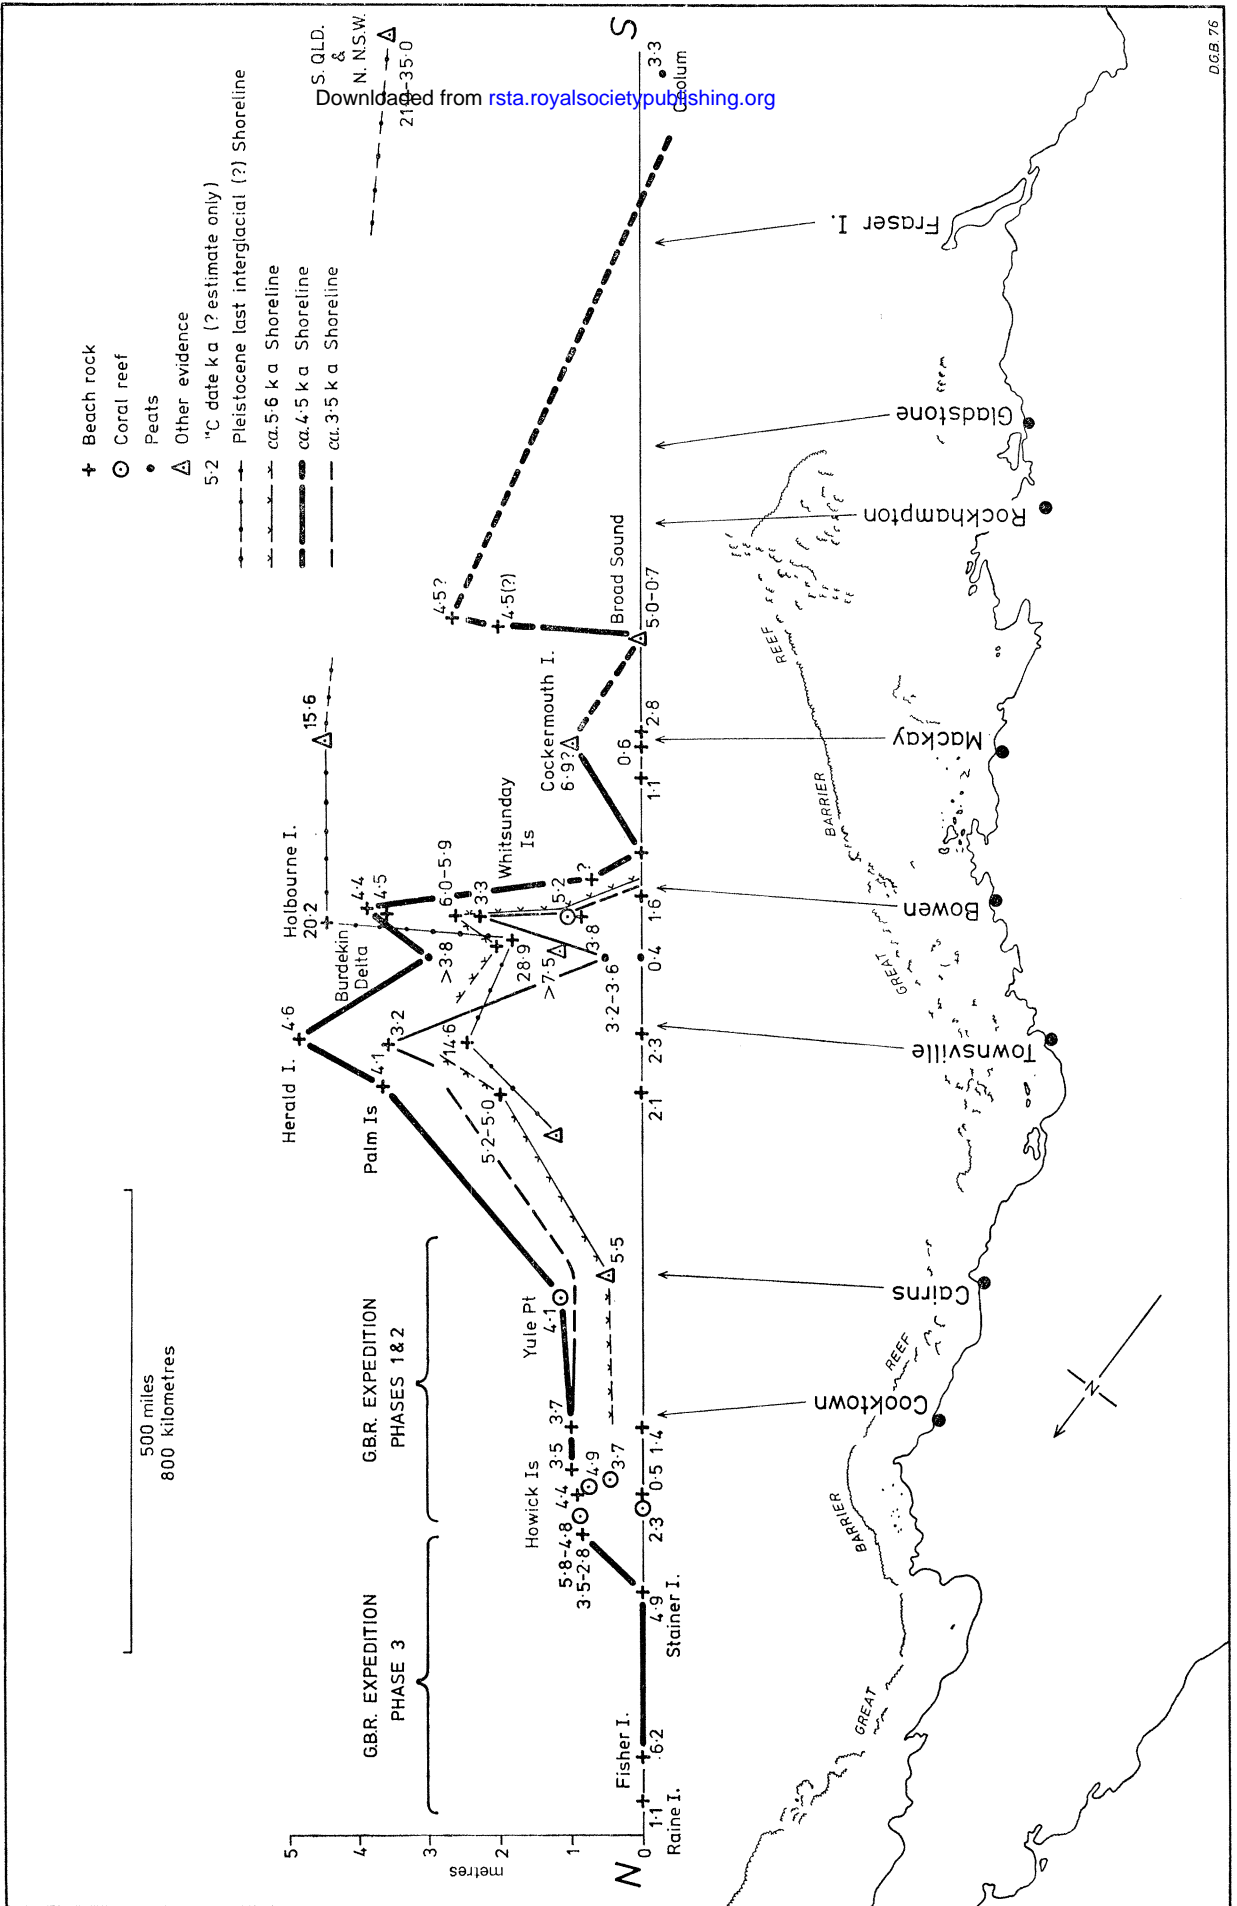 Downloaded from rsta.royalsocietypublishing.org
+ Beach rock
⊙ Coral reef
• Peats
△ Other evidence
5·2 ¹⁴C date k a (? estimate only)
Pleistocene last interglacial (?) Shoreline
ca. 5·6 k a Shoreline
ca. 4·5 k a Shoreline
ca. 3·5 k a Shoreline
S. QLD.
&
N. N.S.W.
500 miles
800 kilometres
G.B.R. EXPEDITION
PHASE 3
G.B.R. EXPEDITION
PHASES 1&2
5
4
3
2
1
0
metres
N
S
Raine I.
1·1
Fisher I.
6·2
Stainer I.
4·9
Howick Is
5·8–4·8
3·5–2·8
4·4
4·9
3·5
3·7
3·7
2·3
0·5
1·4
Yule Pt
4·1
5·5
Palm Is
4·1
5·2–5·0
2·1
Herald I.
4·6
3·2
14·6
2·3
Burdekin
Delta
>3·8
28·9
>7·5
3·2–3·6
0·4
Holbourne I.
20·2
4·4
4·5
6·0–5·9
3·3
5·2
3·8
1·6
Whitsunday
Is
?
15·6
Cockermouth I.
6·9?
1·1
0·6
2·8
Broad Sound
5·0–0·7
4·5?
4·5(?)
3·3
Cairns
Cooktown
Townsville
Bowen
Mackay
Rockhampton
Gladstone
Fraser I.
GREAT
BARRIER
REEF
GREAT
BARRIER
REEF
N
D.G.B. 76